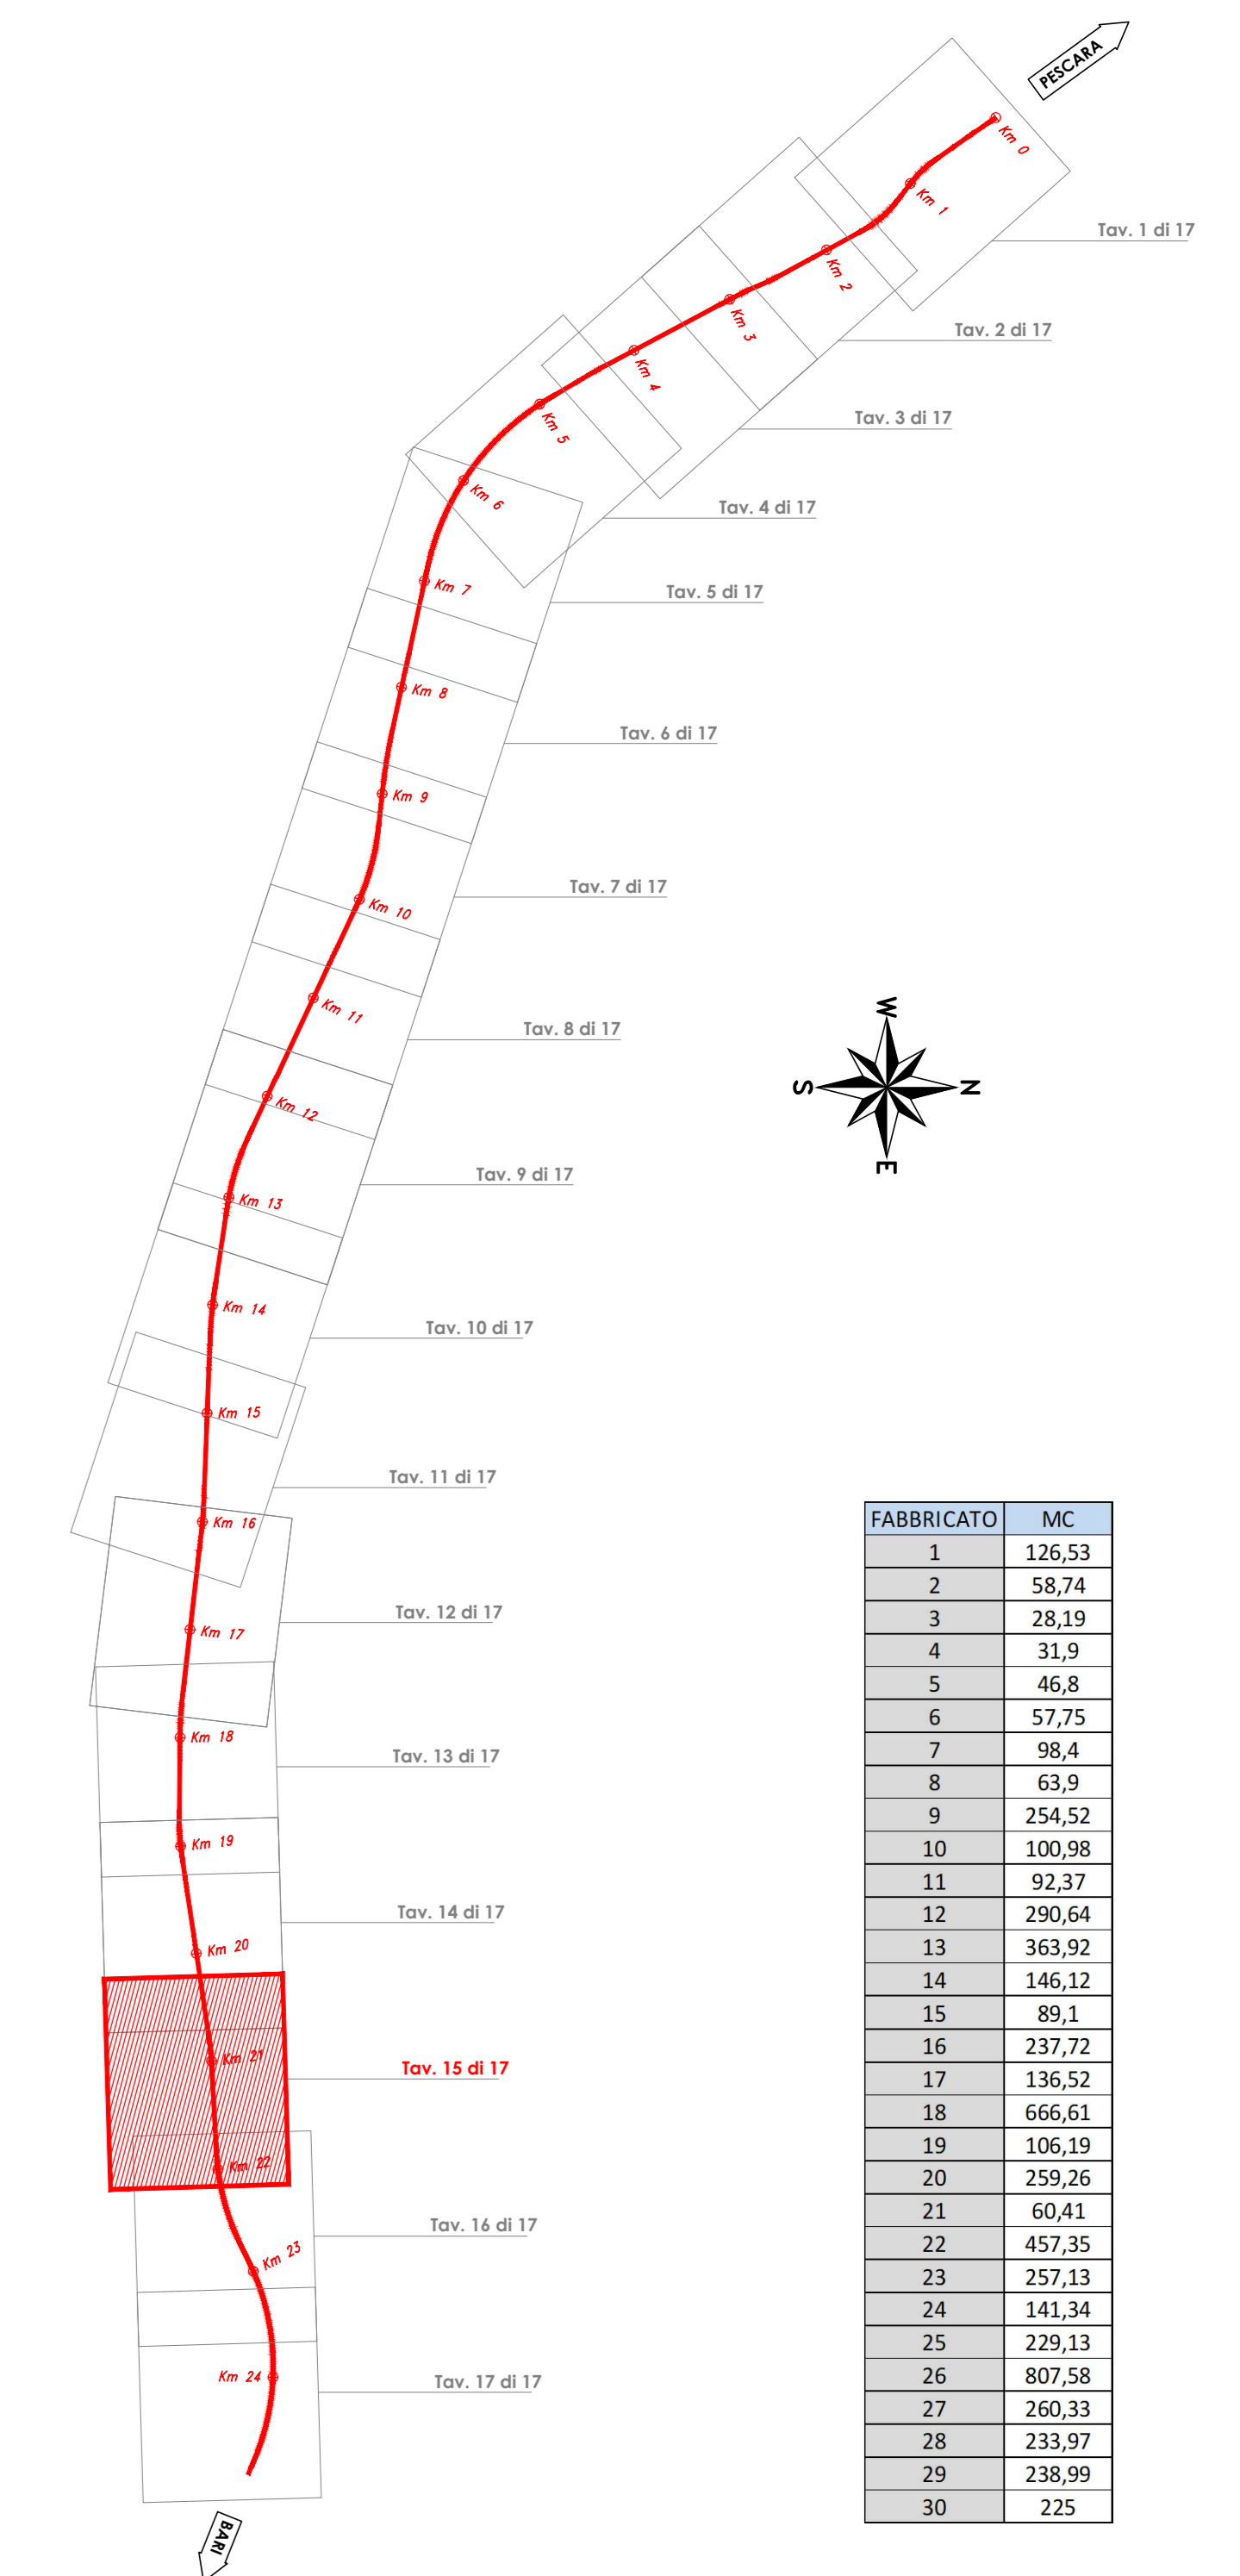 PESCARA
Km 0
Km 1
Tav. 1 di 17
Km 2
Km 3
Tav. 2 di 17
Km 4
Km 5
Tav. 3 di 17
Km 6
Tav. 4 di 17
Km 7
Tav. 5 di 17
Km 8
Tav. 6 di 17
Km 9
Tav. 7 di 17
Km 10
Km 11
Tav. 8 di 17
W
S N
E
Km 12
Tav. 9 di 17
Km 13
Km 14
Tav. 10 di 17
Km 15
Tav. 11 di 17
Km 16
Tav. 12 di 17
Km 17
Km 18
Tav. 13 di 17
Km 19
Tav. 14 di 17
Km 20
Km 21
Tav. 15 di 17
Km 22
Tav. 16 di 17
Km 23
Km 24
Tav. 17 di 17
BARI
FABBRICATO MC
1 126,53
2 58,74
3 28,19
4 31,9
5 46,8
6 57,75
7 98,4
8 63,9
9 254,52
10 100,98
11 92,37
12 290,64
13 363,92
14 146,12
15 89,1
16 237,72
17 136,52
18 666,61
19 106,19
20 259,26
21 60,41
22 457,35
23 257,13
24 141,34
25 229,13
26 807,58
27 260,33
28 233,97
29 238,99
30 225